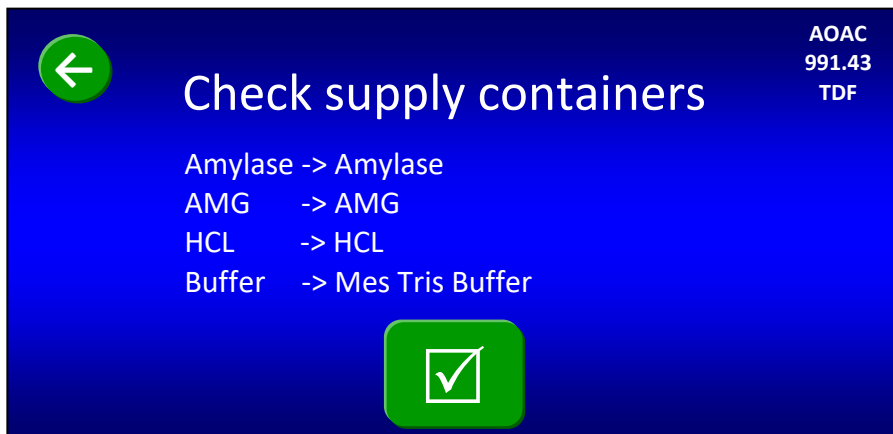 AOAC
991.43
TDF
Check supply containers
Amylase -> Amylase
AMG -> AMG
HCL -> HCL
Buffer -> Mes Tris Buffer